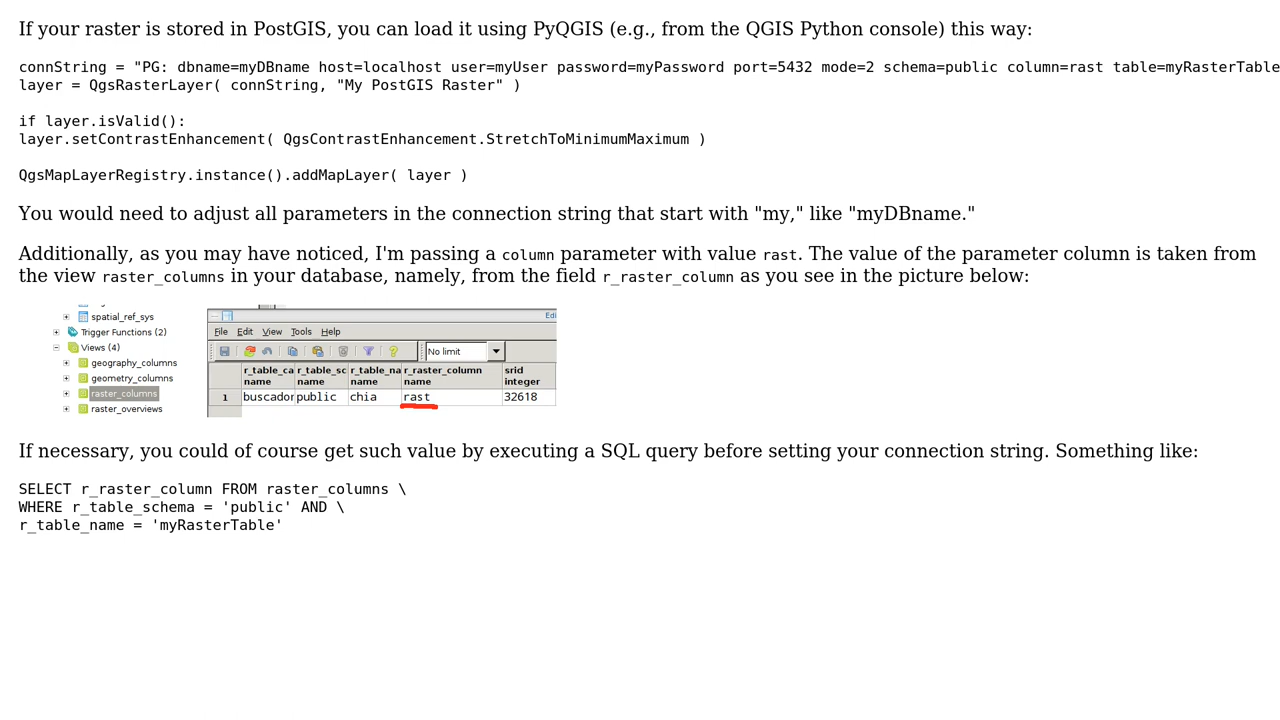 If your raster is stored in PostGIS, you can load it using PyQGIS (e.g., from the QGIS Python console) this way:
connString = "PG: dbname=myDBname host=localhost user=myUser password=myPassword port=5432 mode=2 schema=public column=rast table=myRasterTable
layer = QgsRasterLayer( connString, "My PostGIS Raster" )
if layer.isValid():
layer.setContrastEnhancement( QgsContrastEnhancement.StretchToMinimumMaximum )
QgsMapLayerRegistry.instance().addMapLayer( layer )
You would need to adjust all parameters in the connection string that start with "my," like "myDBname."
Additionally, as you may have noticed, I'm passing a column parameter with value rast. The value of the parameter column is taken from
the view raster_columns in your database, namely, from the field r_raster_column as you see in the picture below:
spatial_ref_sys
Trigger Functions (2)
Views (4)
geography_columns
geometry_columns
raster_columns
raster_overviews
Edi
File Edit View Tools Help
No limit
r_table_ca r_table_sc r_table_na r_raster_column srid
name name name name integer
1 buscador public chia rast 32618
If necessary, you could of course get such value by executing a SQL query before setting your connection string. Something like:
SELECT r_raster_column FROM raster_columns \
WHERE r_table_schema = 'public' AND \
r_table_name = 'myRasterTable'